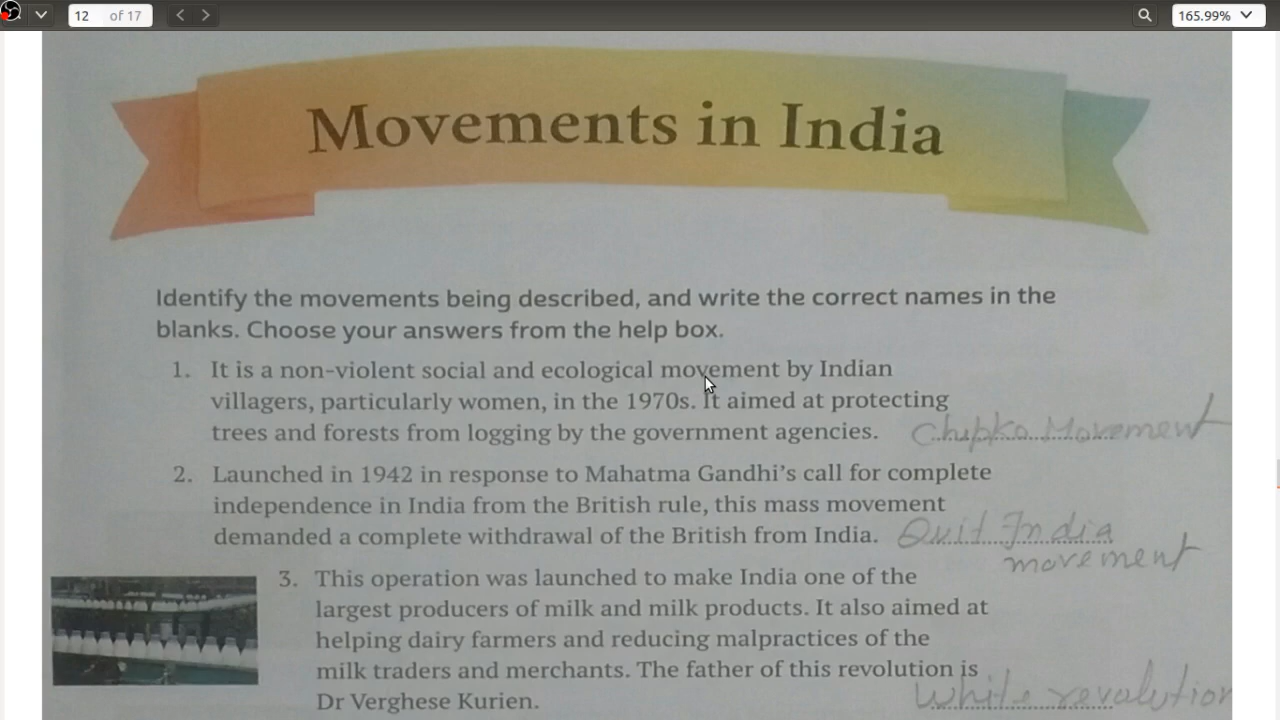 12 of 17
165.99%
Movements in India
Identify the movements being described, and write the correct names in the
blanks. Choose your answers from the help box.
1. It is a non-violent social and ecological movement by Indian
villagers, particularly women, in the 1970s. It aimed at protecting
trees and forests from logging by the government agencies. Chipko Movement
2. Launched in 1942 in response to Mahatma Gandhi's call for complete
independence in India from the British rule, this mass movement
demanded a complete withdrawal of the British from India. Quit India
movement
3. This operation was launched to make India one of the
largest producers of milk and milk products. It also aimed at
helping dairy farmers and reducing malpractices of the
milk traders and merchants. The father of this revolution is
Dr Verghese Kurien. White revolution